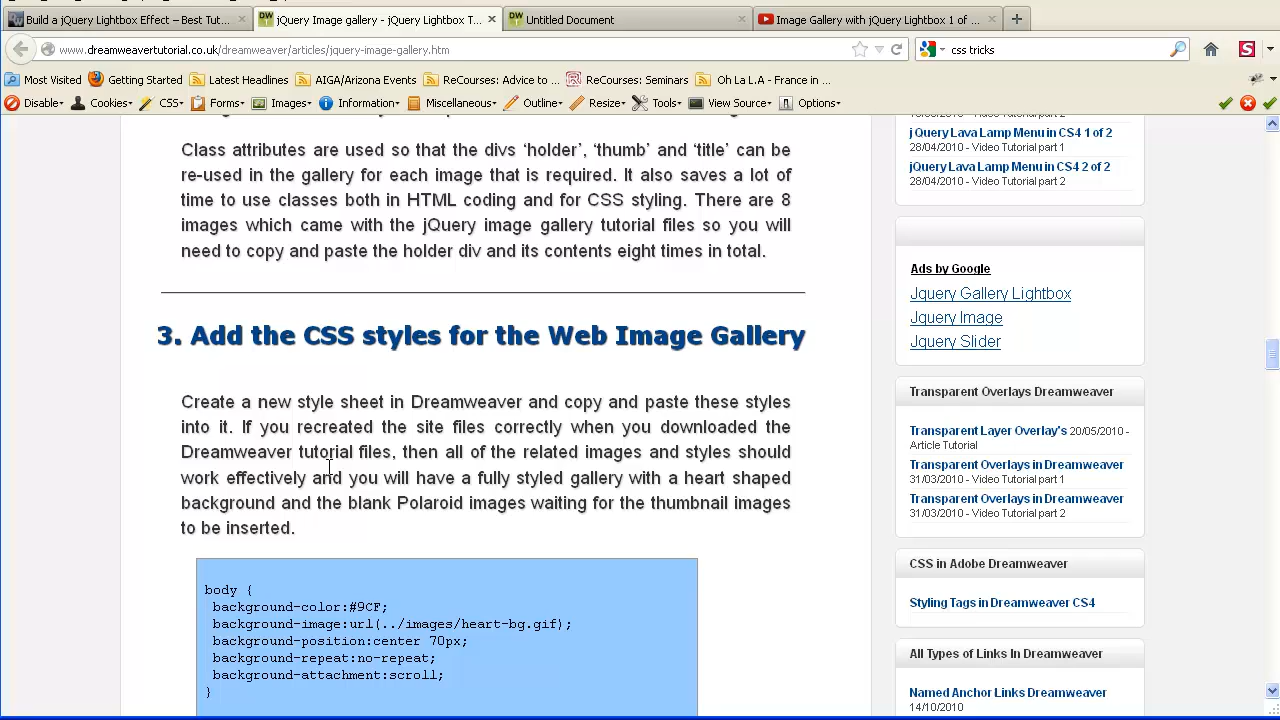 Build a jQuery Lightbox Effect – Best Tut...
jQuery Image gallery - jQuery Lightbox T...
Untitled Document
Image Gallery with jQuery Lightbox 1 of ...
www.dreamweavertutorial.co.uk/dreamweaver/articles/jquery-image-gallery.htm
css tricks
Most Visited
Getting Started
Latest Headlines
AIGA/Arizona Events
ReCourses: Advice to ...
ReCourses: Seminars
Oh La L.A - France in ...
Disable
Cookies
CSS
Forms
Images
Information
Miscellaneous
Outline
Resize
Tools
View Source
Options
Class attributes are used so that the divs ‘holder’, ‘thumb’ and ‘title’ can be
re-used in the gallery for each image that is required. It also saves a lot of
time to use classes both in HTML coding and for CSS styling. There are 8
images which came with the jQuery image gallery tutorial files so you will
need to copy and paste the holder div and its contents eight times in total.
3. Add the CSS styles for the Web Image Gallery
Create a new style sheet in Dreamweaver and copy and paste these styles
into it. If you recreated the site files correctly when you downloaded the
Dreamweaver tutorial files, then all of the related images and styles should
work effectively and you will have a fully styled gallery with a heart shaped
background and the blank Polaroid images waiting for the thumbnail images
to be inserted.
body {
background-color:#9CF;
background-image:url(../images/heart-bg.gif);
background-position:center 70px;
background-repeat:no-repeat;
background-attachment:scroll;
}
jQuery Lava Lamp Menu in CS4 1 of 2
28/04/2010 - Video Tutorial part 1
jQuery Lava Lamp Menu in CS4 2 of 2
28/04/2010 - Video Tutorial part 2
Ads by Google
Jquery Gallery Lightbox
Jquery Image
Jquery Slider
Transparent Overlays Dreamweaver
Transparent Layer Overlay's 20/05/2010 -
Article Tutorial
Transparent Overlays in Dreamweaver
31/03/2010 - Video Tutorial part 1
Transparent Overlays in Dreamweaver
31/03/2010 - Video Tutorial part 2
CSS in Adobe Dreamweaver
Styling Tags in Dreamweaver CS4
All Types of Links In Dreamweaver
Named Anchor Links Dreamweaver
14/10/2010